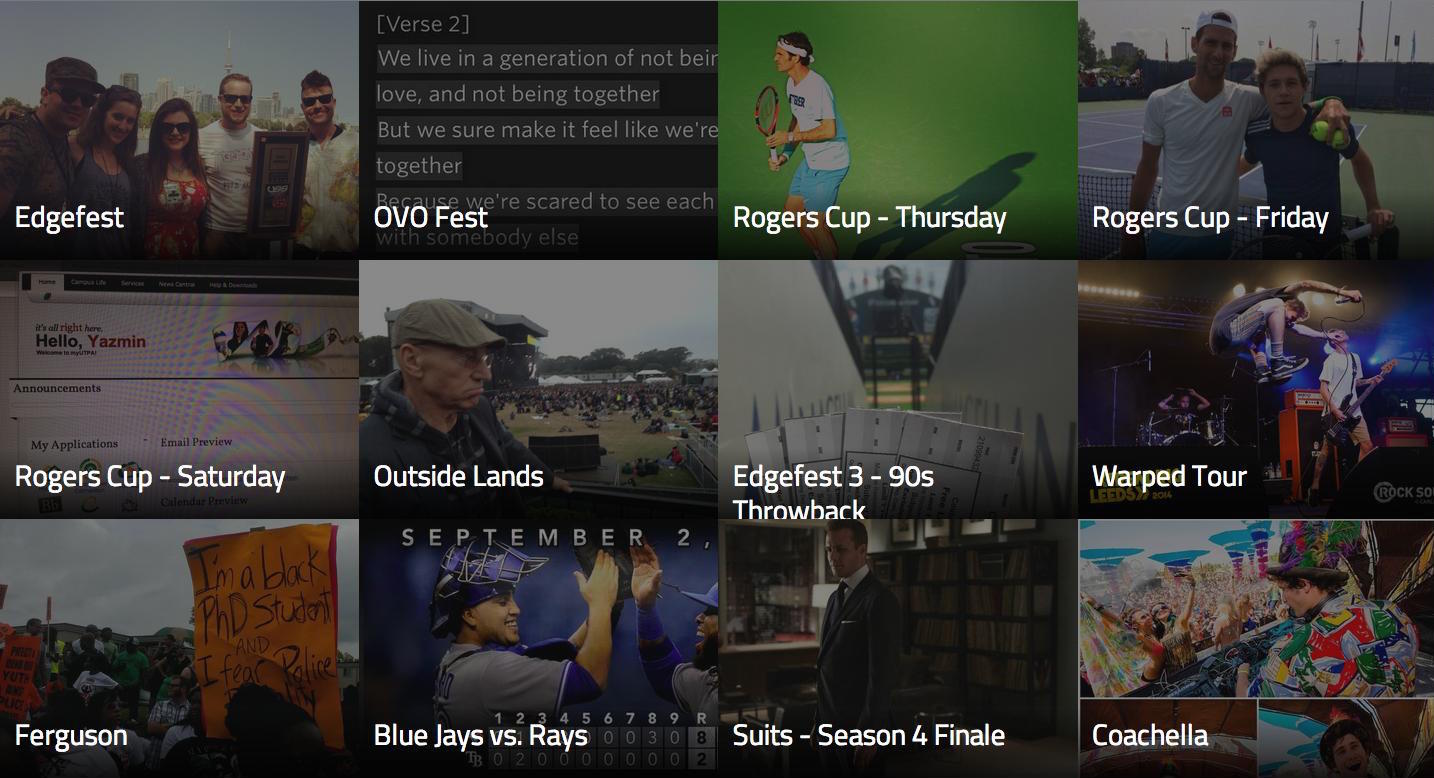 Edgefest
[Verse 2]
We live in a generation of not
love, and not being together
But we sure make it feel like we're
together
Because we're scared to see each
with somebody else
OVO Fest
Rogers Cup - Thursday
Rogers Cup - Friday
Home Campus Life Services News Central Help & Downloads
it's all right here.
Hello, Yazmin
Welcome to myUTPA!
Announcements
My Applications
Email Preview
Calendar Preview
Rogers Cup - Saturday
Outside Lands
Edgefest 3 - 90s
Throwback
LEEDS 2014
ROCK SO
Warped Tour
I'm a black
PhD Student
AND
I fear Police
Ferguson
SEPTEMBER 2,
1 2 3 4 5 6 7 8 9 R
0 0 3 0 8
TB 0 2 0 0 0 0 0 0 0 2
Blue Jays vs. Rays
Suits - Season 4 Finale
Coachella